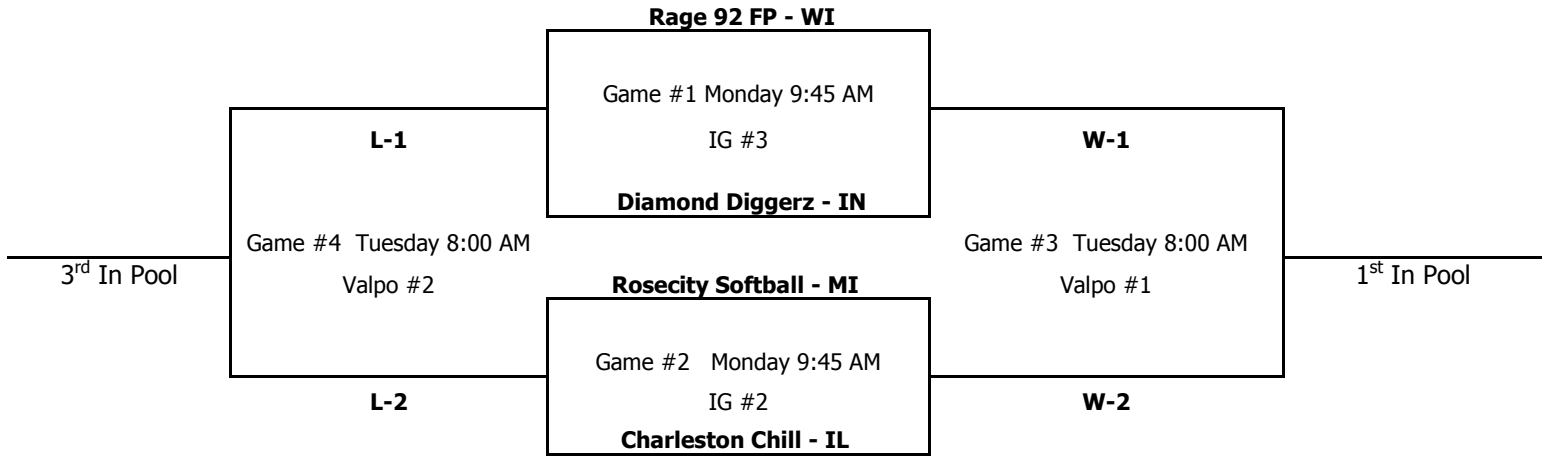 Rage 92 FP - WI
Game #1 Monday 9:45 AM
L-1
IG #3
W-1
Diamond Diggerz - IN
Game #4 Tuesday 8:00 AM
Game #3 Tuesday 8:00 AM
3rd In Pool
Valpo #2
Rosecity Softball - MI
Valpo #1
1st In Pool
Game #2 Monday 9:45 AM
L-2
IG #2
W-2
Charleston Chill - IL